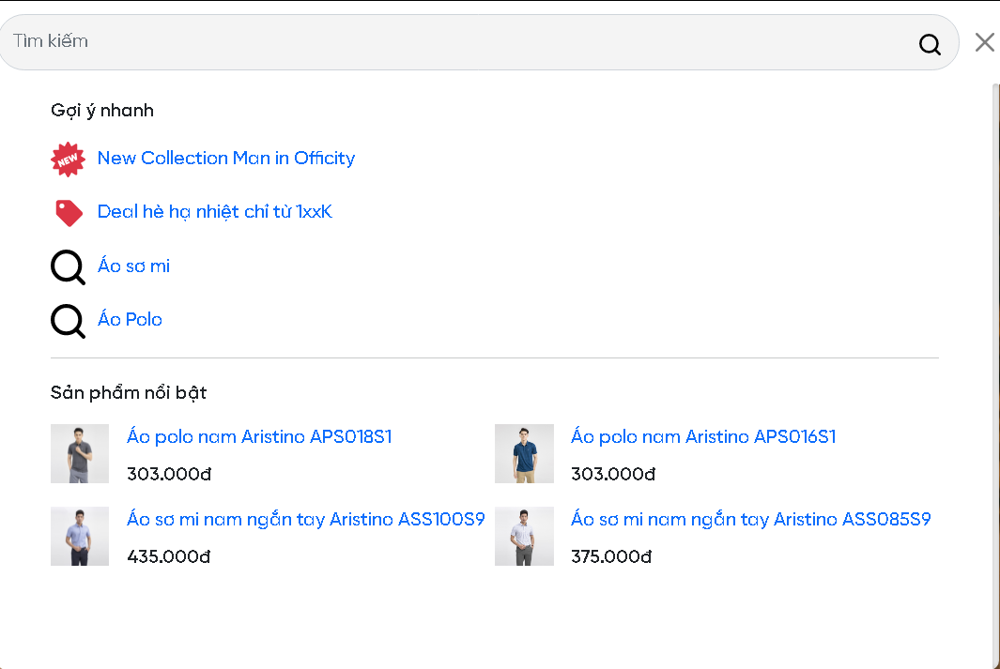 Tìm kiếm
Gợi ý nhanh
NEW
New Collection Man in Officity
Deal hè hạ nhiệt chỉ từ 1xxK
Áo sơ mi
Áo Polo
Sản phẩm nổi bật
Áo polo nam Aristino APS018S1
303.000đ
Áo polo nam Aristino APS016S1
303.000đ
Áo sơ mi nam ngắn tay Aristino ASS100S9
435.000đ
Áo sơ mi nam ngắn tay Aristino ASS085S9
375.000đ